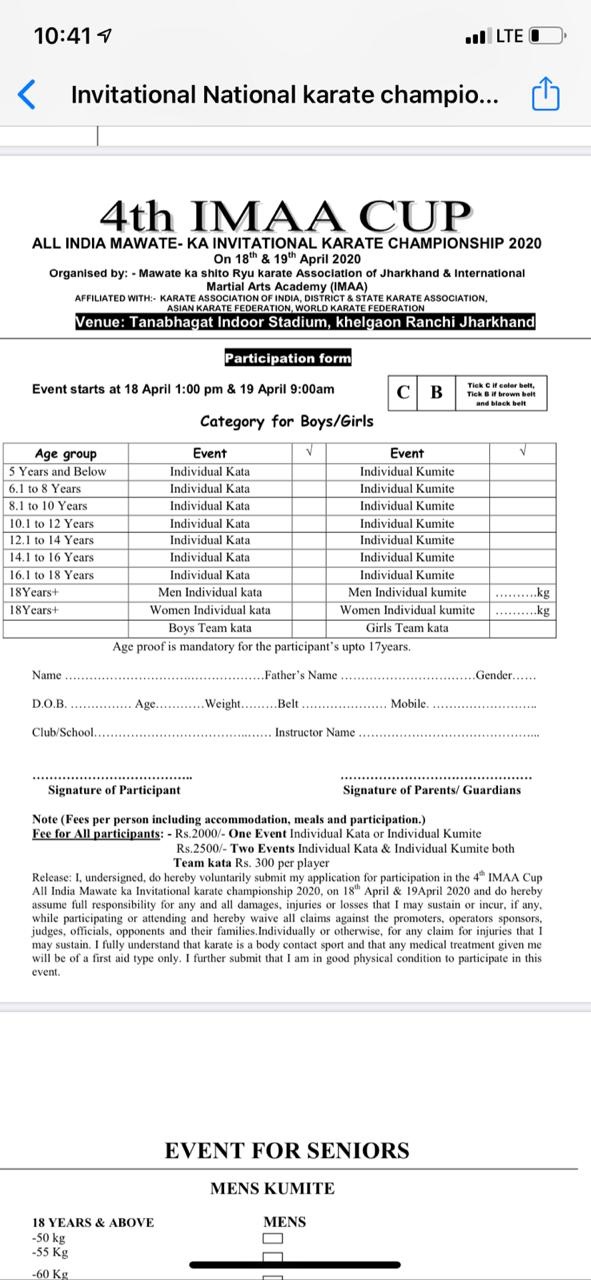 10:41
LTE
Invitational National karate champio...
4th IMAA CUP
ALL INDIA MAWATE- KA INVITATIONAL KARATE CHAMPIONSHIP 2020
On 18th & 19th April 2020
Organised by: - Mawate ka shito Ryu karate Association of Jharkhand & International
Martial Arts Academy (IMAA)
AFFILIATED WITH:- KARATE ASSOCIATION OF INDIA, DISTRICT & STATE KARATE ASSOCIATION,
ASIAN KARATE FEDERATION, WORLD KARATE FEDERATION
Venue: Tanabhagat Indoor Stadium, khelgaon Ranchi Jharkhand
Participation form
Event starts at 18 April 1:00 pm & 19 April 9:00am
C B
Tick C if color belt,
Tick B if brown belt
and black belt
Category for Boys/Girls
Age group Event √ Event √
5 Years and Below Individual Kata Individual Kumite
6.1 to 8 Years Individual Kata Individual Kumite
8.1 to 10 Years Individual Kata Individual Kumite
10.1 to 12 Years Individual Kata Individual Kumite
12.1 to 14 Years Individual Kata Individual Kumite
14.1 to 16 Years Individual Kata Individual Kumite
16.1 to 18 Years Individual Kata Individual Kumite
18Years+ Men Individual kata Men Individual kumite ..........kg
18Years+ Women Individual kata Women Individual kumite ..........kg
Boys Team kata Girls Team kata
Age proof is mandatory for the participant's upto 17years.
Name ................................................Father's Name ................................Gender......
D.O.B. .............. Age...........Weight.........Belt .................... Mobile. .........................
Club/School.......................................... Instructor Name ..........................................
Signature of Participant Signature of Parents/ Guardians
Note (Fees per person including accommodation, meals and participation.)
Fee for All participants: - Rs.2000/- One Event Individual Kata or Individual Kumite
Rs.2500/- Two Events Individual Kata & Individual Kumite both
Team kata Rs. 300 per player
Release: I, undersigned, do hereby voluntarily submit my application for participation in the 4th IMAA Cup
All India Mawate ka Invitational karate championship 2020, on 18th April & 19April 2020 and do hereby
assume full responsibility for any and all damages, injuries or losses that I may sustain or incur, if any,
while participating or attending and hereby waive all claims against the promoters, operators sponsors,
judges, officials, opponents and their families.Individually or otherwise, for any claim for injuries that I
may sustain. I fully understand that karate is a body contact sport and that any medical treatment given me
will be of a first aid type only. I further submit that I am in good physical condition to participate in this
event.
EVENT FOR SENIORS
MENS KUMITE
18 YEARS & ABOVE MENS
-50 kg
-55 Kg
-60 Kg